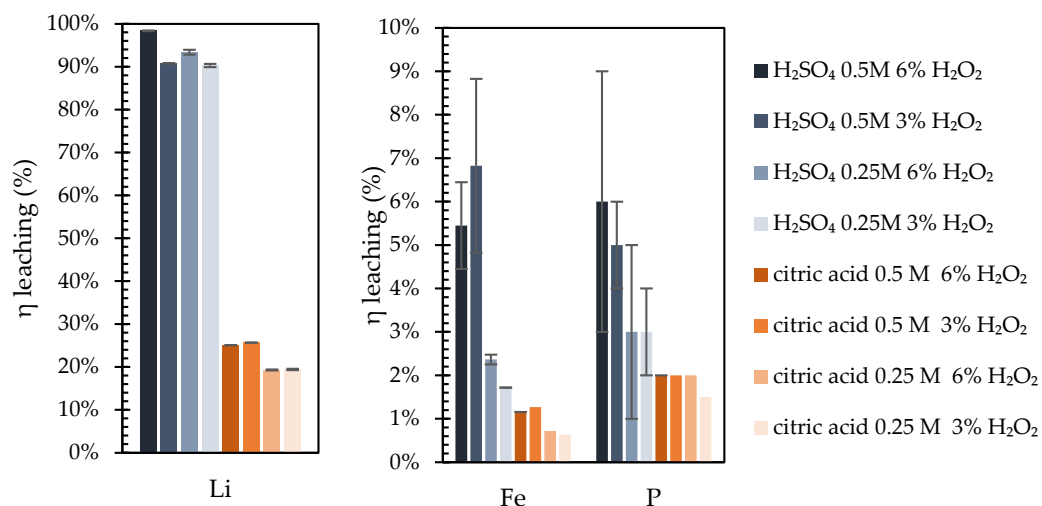 η leaching (%)
100%
90%
80%
70%
60%
50%
40%
30%
20%
10%
0%
Li
η leaching (%)
10%
9%
8%
7%
6%
5%
4%
3%
2%
1%
0%
Fe
P
H₂SO₄ 0.5M 6% H₂O₂
H₂SO₄ 0.5M 3% H₂O₂
H₂SO₄ 0.25M 6% H₂O₂
H₂SO₄ 0.25M 3% H₂O₂
citric acid 0.5 M 6% H₂O₂
citric acid 0.5 M 3% H₂O₂
citric acid 0.25 M 6% H₂O₂
citric acid 0.25 M 3% H₂O₂